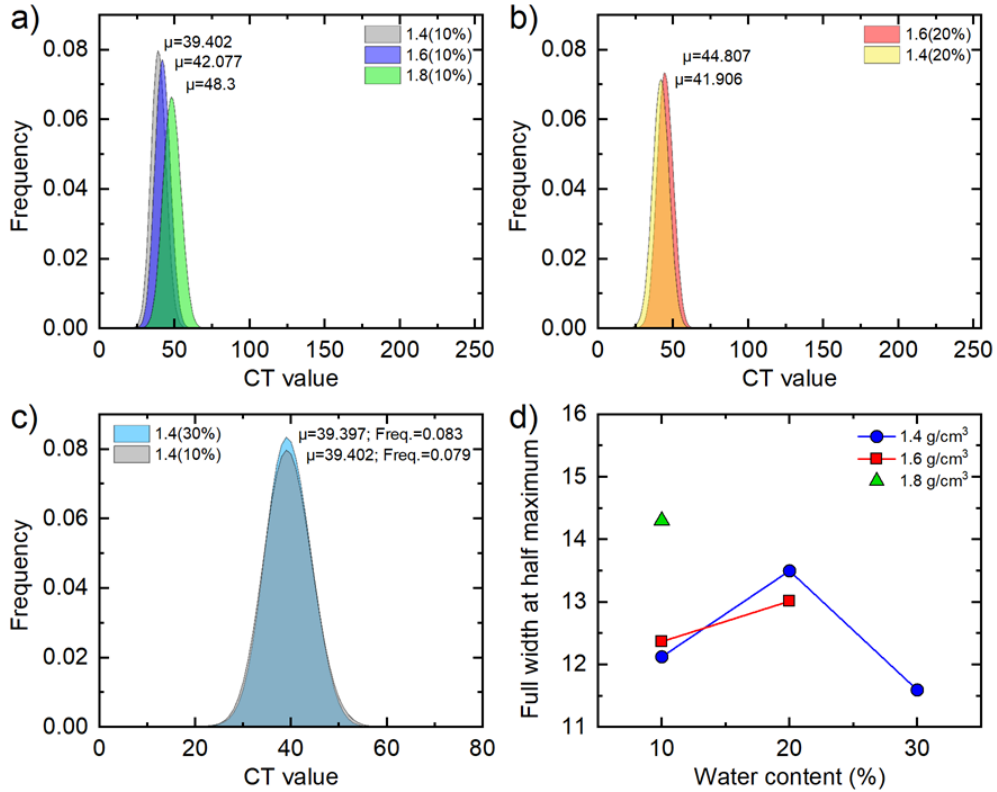 a)
μ=39.402
μ=42.077
μ=48.3
1.4(10%)
1.6(10%)
1.8(10%)
Frequency
0.08
0.06
0.04
0.02
0.00
0 50 100 150 200 250
CT value
b)
μ=44.807
μ=41.906
1.6(20%)
1.4(20%)
Frequency
0.08
0.06
0.04
0.02
0.00
0 50 100 150 200 250
CT value
c)
1.4(30%)
1.4(10%)
μ=39.397; Freq.=0.083
μ=39.402; Freq.=0.079
Frequency
0.08
0.06
0.04
0.02
0.00
0 20 40 60 80
CT value
d)
1.4 g/cm³
1.6 g/cm³
1.8 g/cm³
Full width at half maximum
16
15
14
13
12
11
10 20 30
Water content (%)